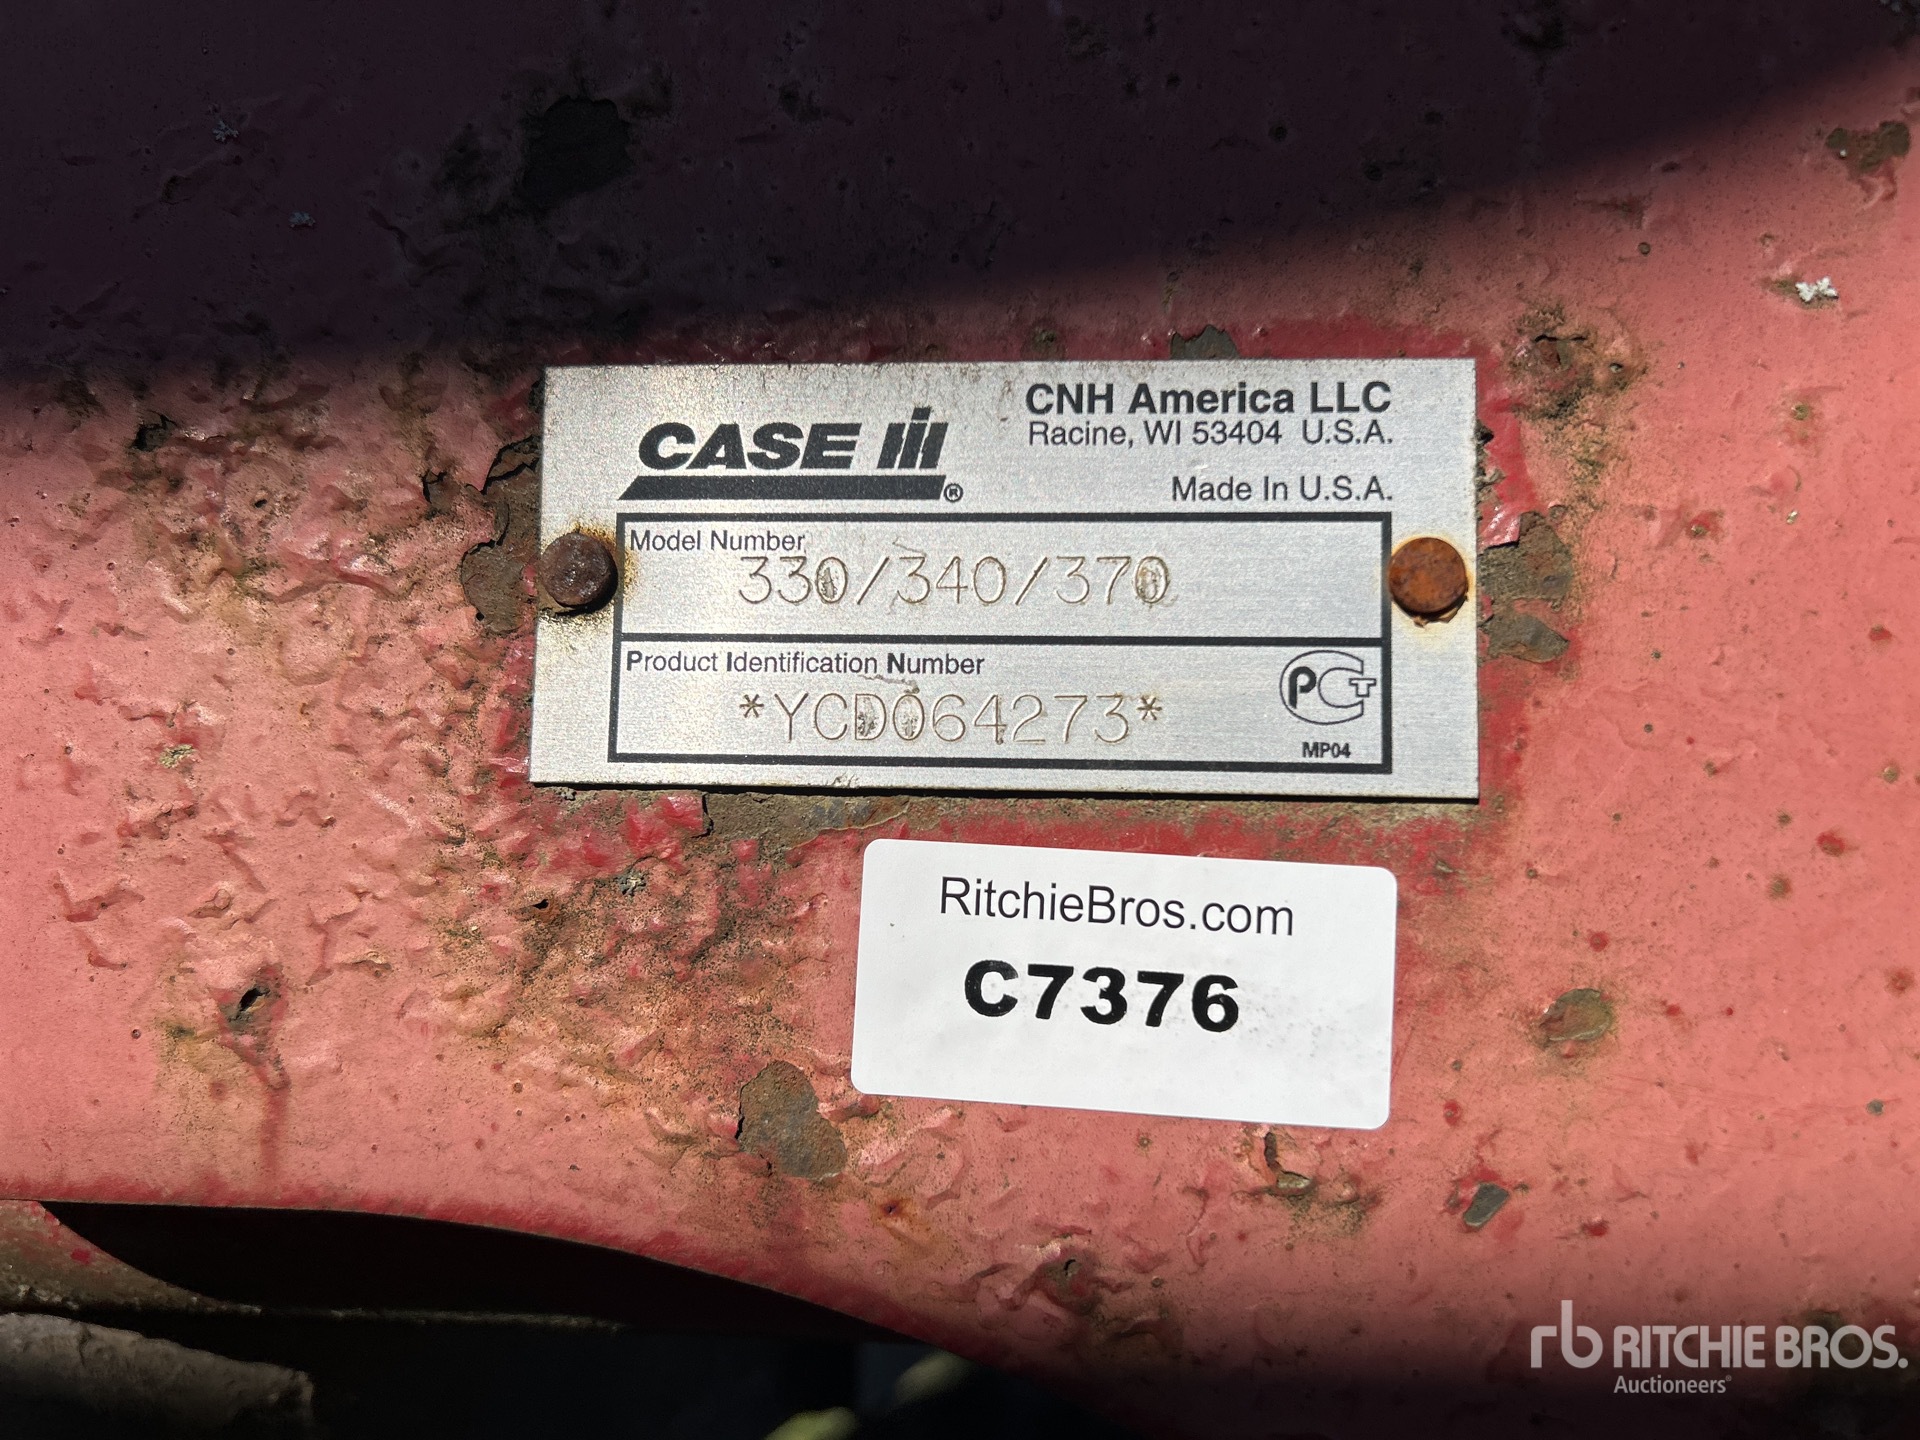 CASE IH®
CNH America LLC
Racine, WI 53404 U.S.A.
Made In U.S.A.
Model Number
330/340/370
Product Identification Number
*YCD064273*
PCT
MP04
RitchieBros.com
C7376
rb RITCHIE BROS.
Auctioneers®